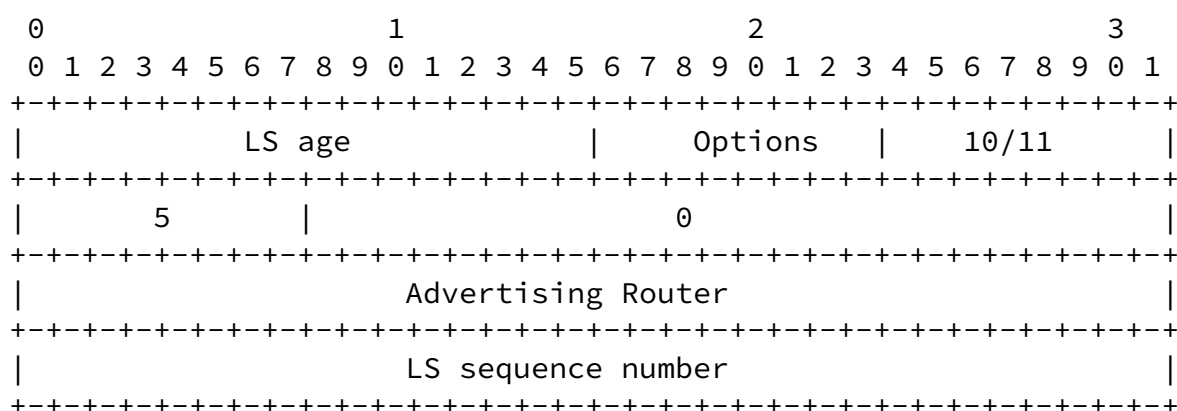 0                   1                   2                   3
 0 1 2 3 4 5 6 7 8 9 0 1 2 3 4 5 6 7 8 9 0 1 2 3 4 5 6 7 8 9 0 1
+-+-+-+-+-+-+-+-+-+-+-+-+-+-+-+-+-+-+-+-+-+-+-+-+-+-+-+-+-+-+-+-+
|            LS age             |     Options   |    10/11      |
+-+-+-+-+-+-+-+-+-+-+-+-+-+-+-+-+-+-+-+-+-+-+-+-+-+-+-+-+-+-+-+-+
|       5       |                    0                          |
+-+-+-+-+-+-+-+-+-+-+-+-+-+-+-+-+-+-+-+-+-+-+-+-+-+-+-+-+-+-+-+-+
|                     Advertising Router                        |
+-+-+-+-+-+-+-+-+-+-+-+-+-+-+-+-+-+-+-+-+-+-+-+-+-+-+-+-+-+-+-+-+
|                     LS sequence number                        |
+-+-+-+-+-+-+-+-+-+-+-+-+-+-+-+-+-+-+-+-+-+-+-+-+-+-+-+-+-+-+-+-+